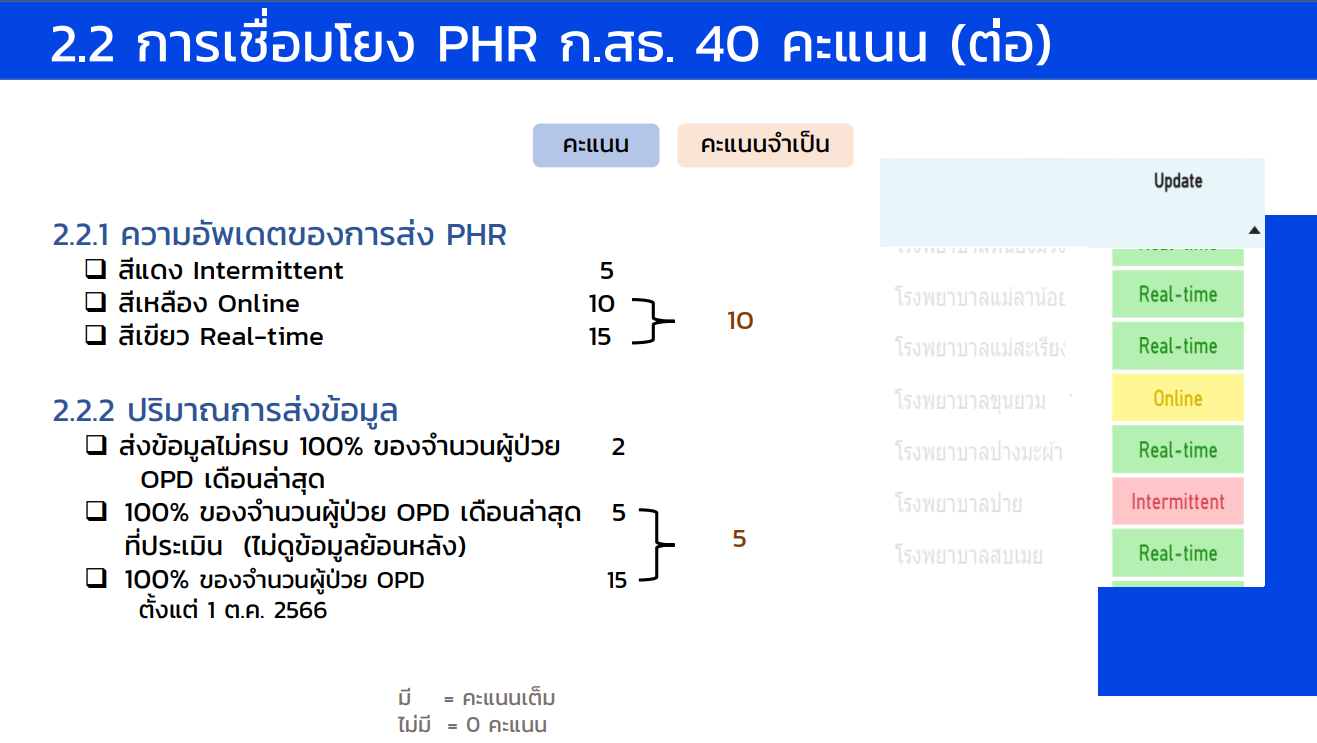 2.2 การเชื่อมโยง PHR ก.สธ. 40 คะแนน (ต่อ)
คะแนน คะแนนจำเป็น
2.2.1 ความอัพเดตของการส่ง PHR
❑ สีแดง Intermittent 5
❑ สีเหลือง Online 10
❑ สีเขียว Real-time 15
10
2.2.2 ปริมาณการส่งข้อมูล
❑ ส่งข้อมูลไม่ครบ 100% ของจำนวนผู้ป่วย 2
OPD เดือนล่าสุด
❑ 100% ของจำนวนผู้ป่วย OPD เดือนล่าสุด 5
ที่ประเมิน (ไม่ดูข้อมูลย้อนหลัง)
5
❑ 100% ของจำนวนผู้ป่วย OPD 15
ตั้งแต่ 1 ต.ค. 2566
มี = คะแนนเต็ม
ไม่มี = 0 คะแนน
Update
โรงพยาบาลแม่ลาน้อย Real-time
โรงพยาบาลแม่สะเรียง Real-time
โรงพยาบาลขุนยวม Online
โรงพยาบาลปางมะผ้า Real-time
โรงพยาบาลปาย Intermittent
โรงพยาบาลสบเมย Real-time